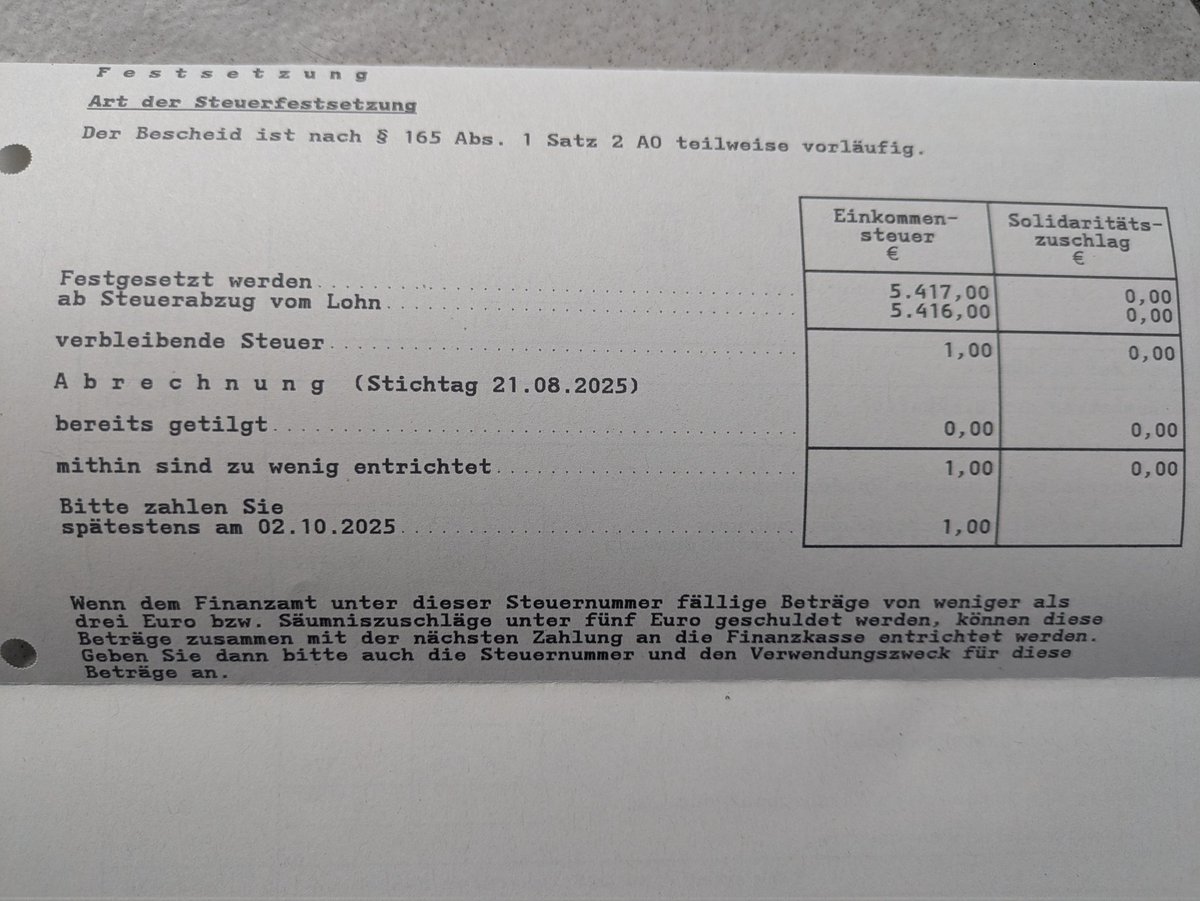 F e s t s e t z u n g
Art der Steuerfestsetzung
Der Bescheid ist nach § 165 Abs. 1 Satz 2 AO teilweise vorläufig.
Einkommen- Solidaritäts-
steuer zuschlag
€ €
Festgesetzt werden 5.417,00 0,00
ab Steuerabzug vom Lohn 5.416,00 0,00
verbleibende Steuer 1,00 0,00
A b r e c h n u n g (Stichtag 21.08.2025)
bereits getilgt 0,00 0,00
mithin sind zu wenig entrichtet 1,00 0,00
Bitte zahlen Sie
spätestens am 02.10.2025 1,00
Wenn dem Finanzamt unter dieser Steuernummer fällige Beträge von weniger als
drei Euro bzw. Säumniszuschläge unter fünf Euro geschuldet werden, können diese
Beträge zusammen mit der nächsten Zahlung an die Finanzkasse entrichtet werden.
Geben Sie dann bitte auch die Steuernummer und den Verwendungszweck für diese
Beträge an.